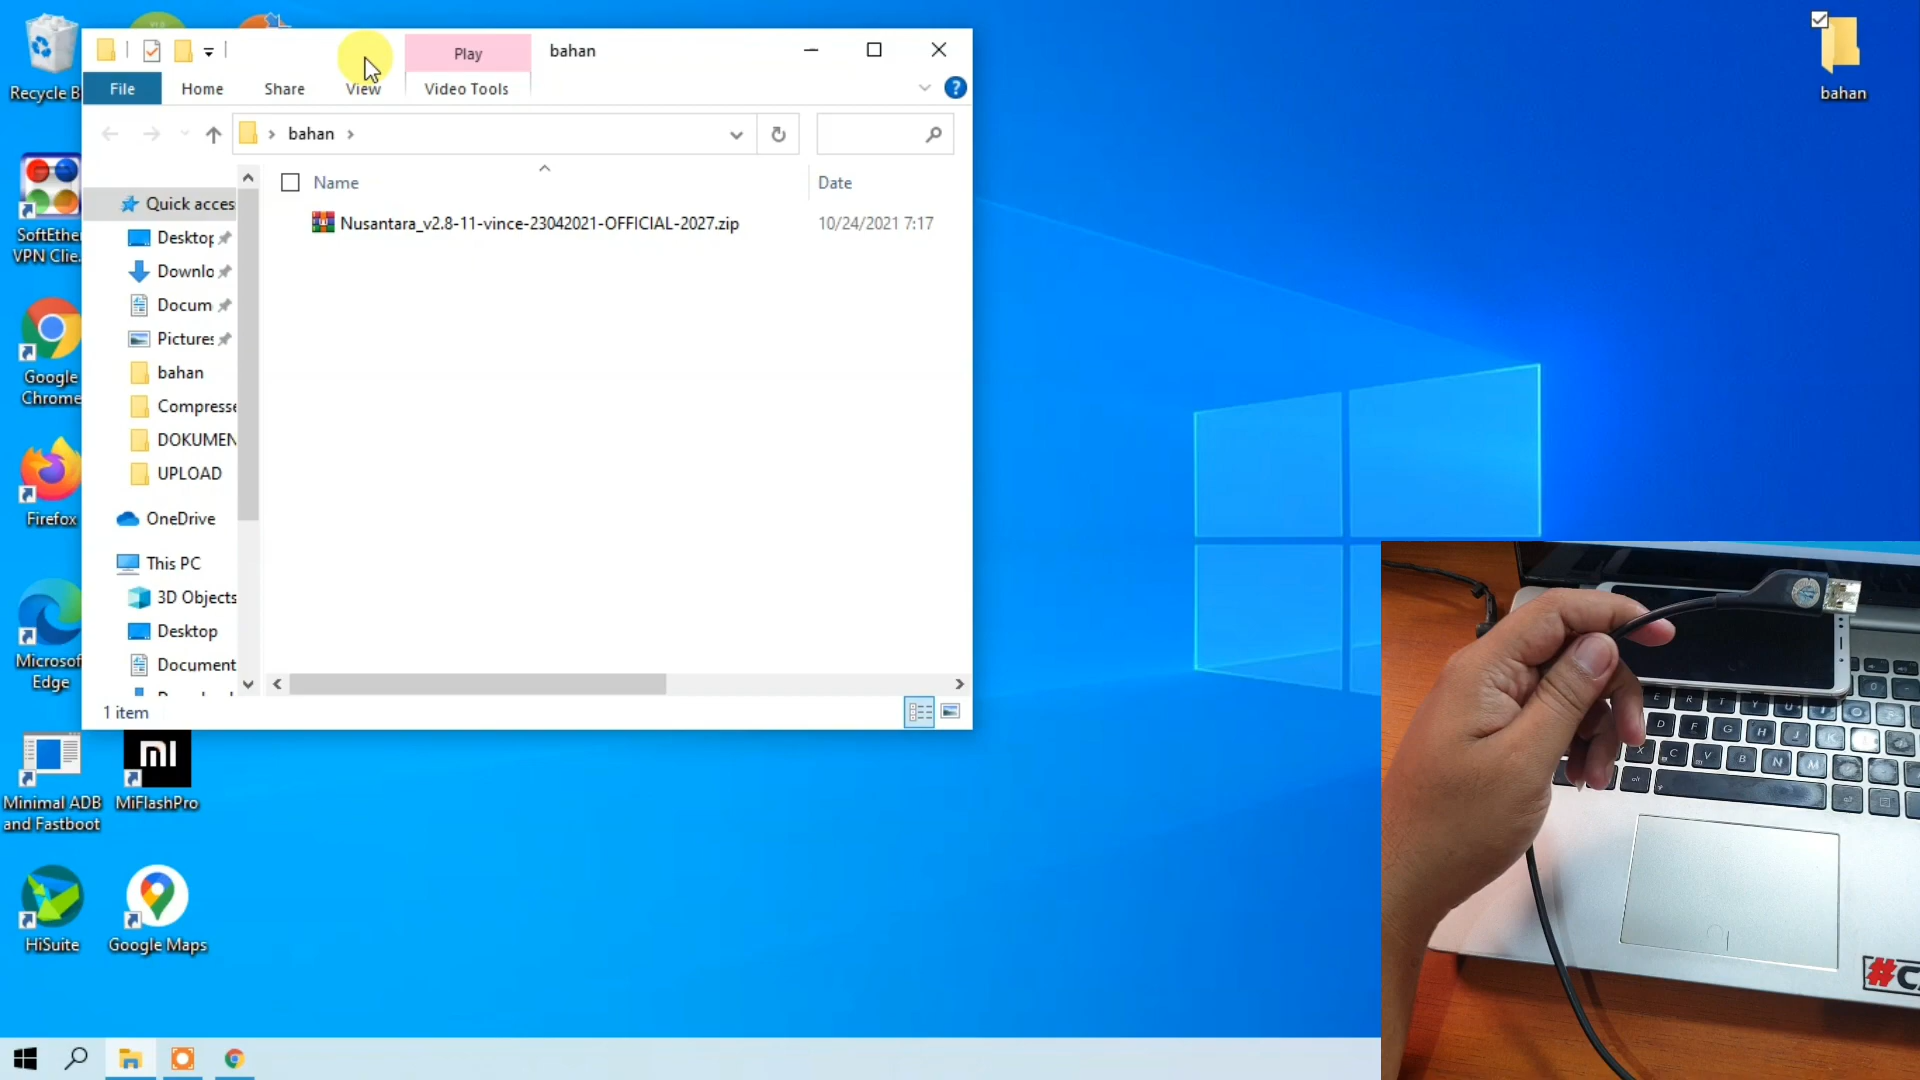 Play
bahan
File
Home
Share
View
Video Tools
bahan
Name
Date
Nusantara_v2.8-11-vince-23042021-OFFICIAL-2027.zip
10/24/2021 7:17
Quick acces
Desktop
Downlo
Docum
Pictures
bahan
Compresse
DOKUMEN
UPLOAD
OneDrive
This PC
3D Objects
Desktop
Document
1 item
Recycle B
SoftEther
VPN Clie...
Google
Chrome
Firefox
Microsof
Edge
Minimal ADB
and Fastboot
mi
MiFlashPro
HiSuite
Google Maps
bahan
E R T Y U I O
D F G H J K
X C V B N M
alt
#C